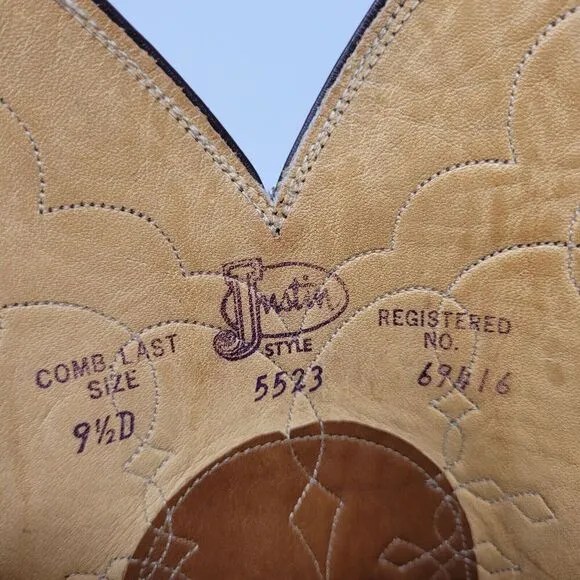 Justin
STYLE
5523
COMB. LAST
SIZE
9½D
REGISTERED
NO.
69416